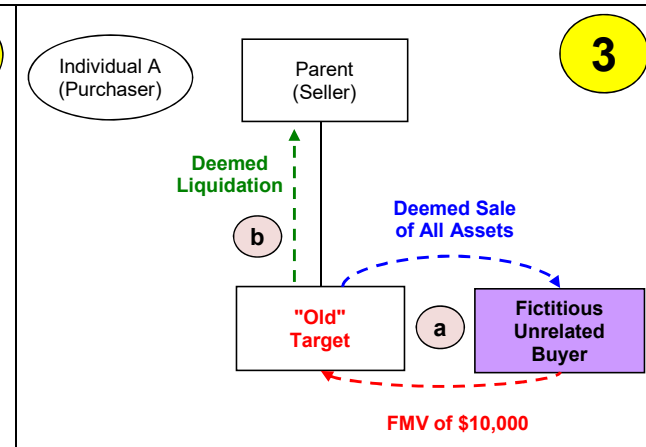 Individual A
(Purchaser)
Parent
(Seller)
3
Deemed
Liquidation
b
Deemed Sale
of All Assets
"Old"
Target
a
Fictitious
Unrelated
Buyer
FMV of $10,000